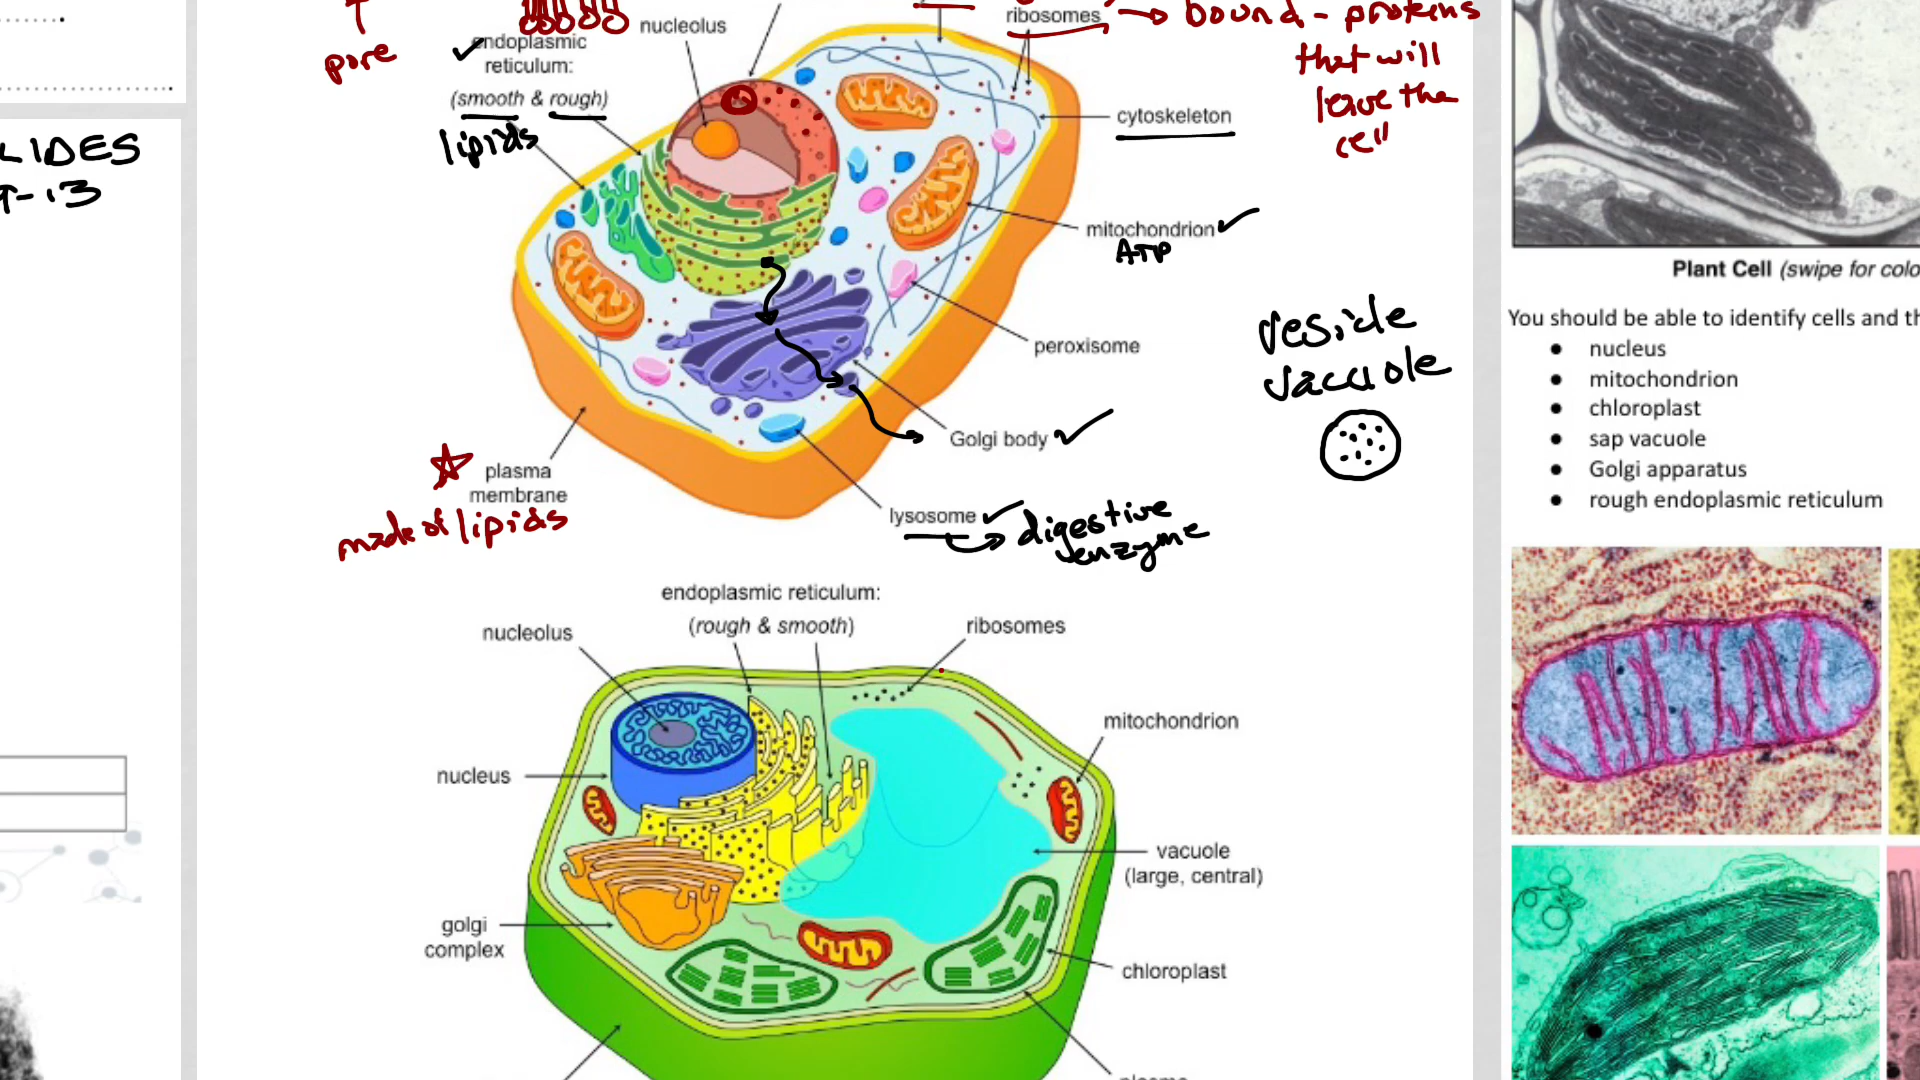 nucleolus
ribosomes → bound - proteins
that will
leave the
cell
pore
endoplasmic
reticulum:
(smooth & rough)
lipids
cytoskeleton
mitochondrion
ATP
peroxisome
vesicle
vacuole
Golgi body
plasma
membrane
made of lipids
lysosome
digestive
enzyme
endoplasmic reticulum:
(rough & smooth)
nucleolus
ribosomes
mitochondrion
nucleus
vacuole
(large, central)
golgi
complex
chloroplast
LIDES
-13
Plant Cell (swipe for colo
You should be able to identify cells and th
• nucleus
• mitochondrion
• chloroplast
• sap vacuole
• Golgi apparatus
• rough endoplasmic reticulum